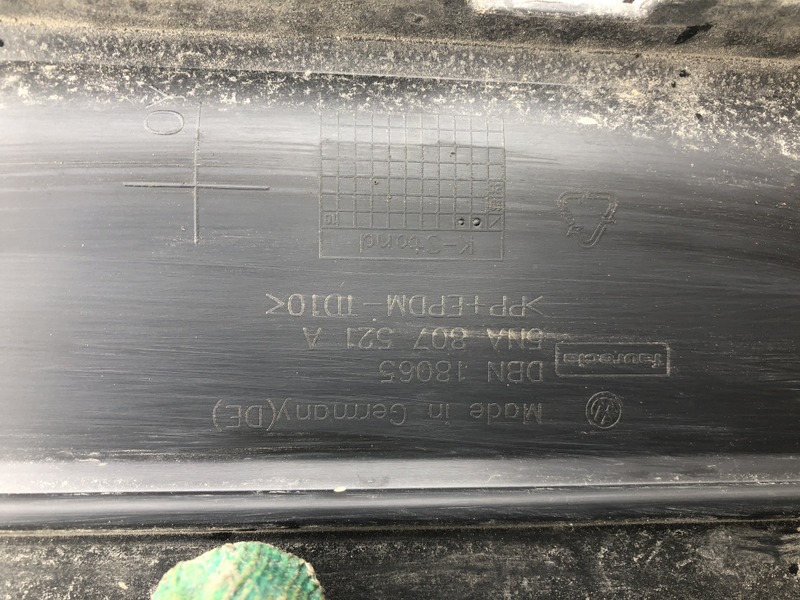 Made in Germany(DE)
DBN 18065
faurecia
5NA 807 521 A
>PP+EPDM-TD10<
K-Stand